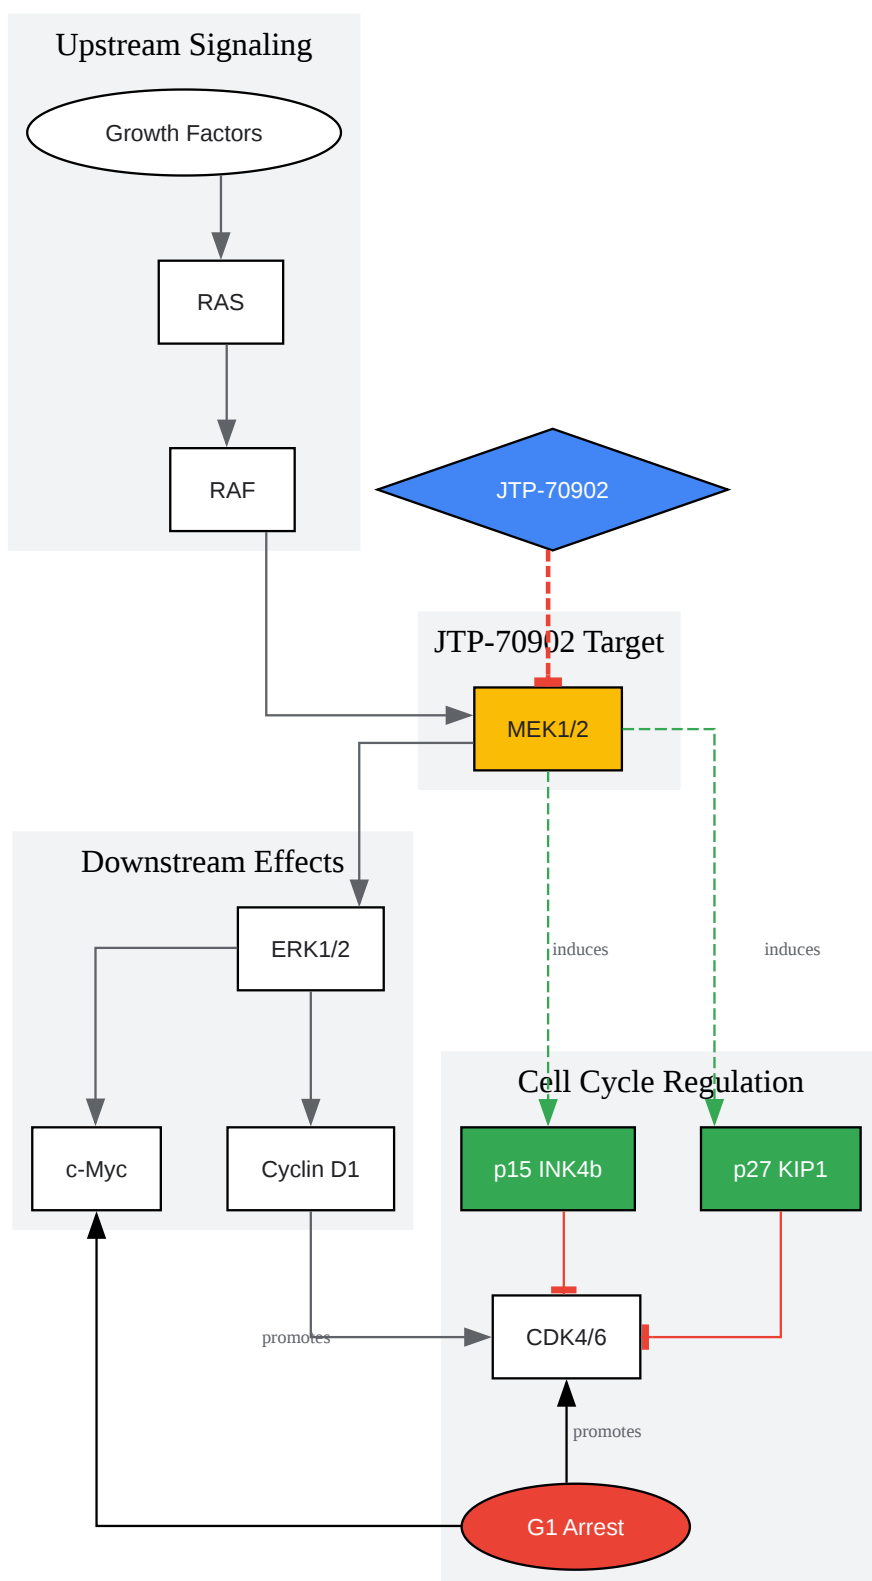 Upstream Signaling
Growth Factors
RAS
RAF
JTP-70902
JTP-70902 Target
MEK1/2
Downstream Effects
ERK1/2
induces
induces
Cell Cycle Regulation
c-Myc
Cyclin D1
p15 INK4b
p27 KIP1
promotes
CDK4/6
promotes
G1 Arrest